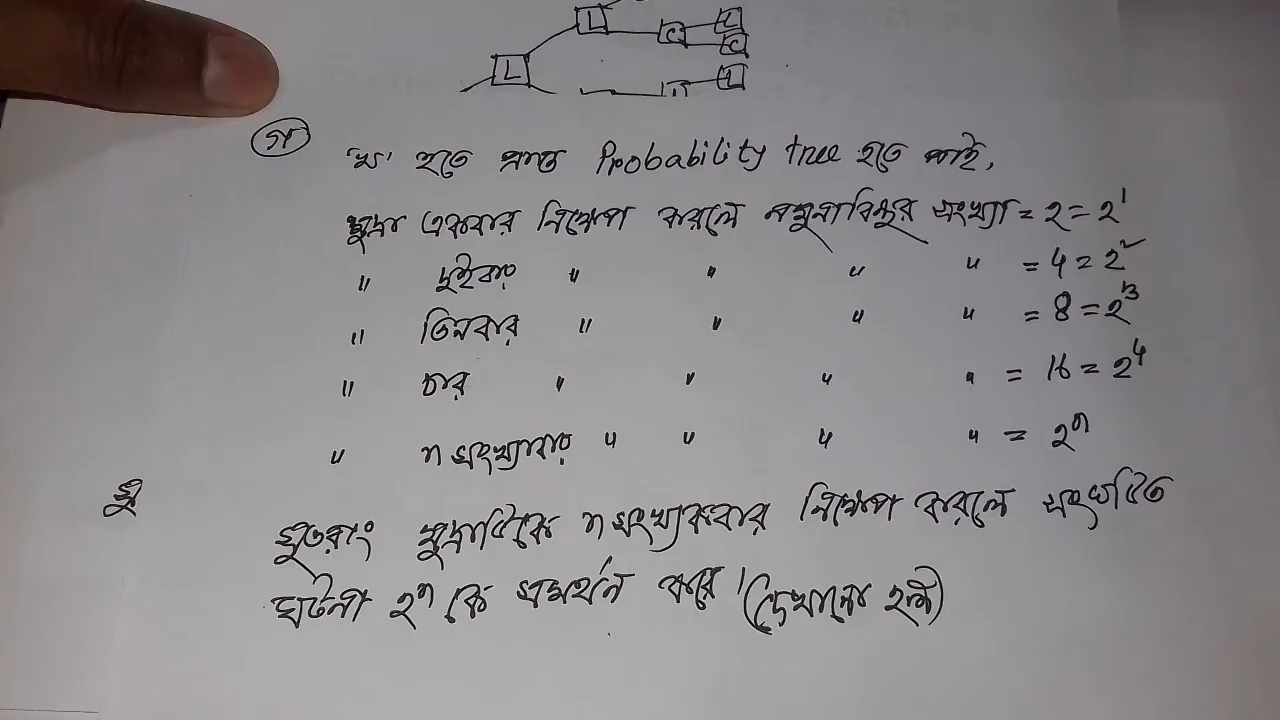 L
C
L
C
L
L
গ
'খ' হতে প্রাপ্ত Probability tree হতে পাই,
মুদ্রা একবার নিক্ষেপ করলে নমুনাবিন্দুর সংখ্যা = 2 = 2¹
" দুইবার " " " " = 4 = 2²
" তিনবার " " " " = 8 = 2³
" চার " " " " = 16 = 2⁴
" n সংখ্যাবার " " " " = 2ⁿ
সু
সুতরাং মুদ্রাটিকে n সংখ্যকবার নিক্ষেপ করলে সংঘটিত
ঘটনা 2ⁿ কে সমর্থন করে। (দেখানো হল)